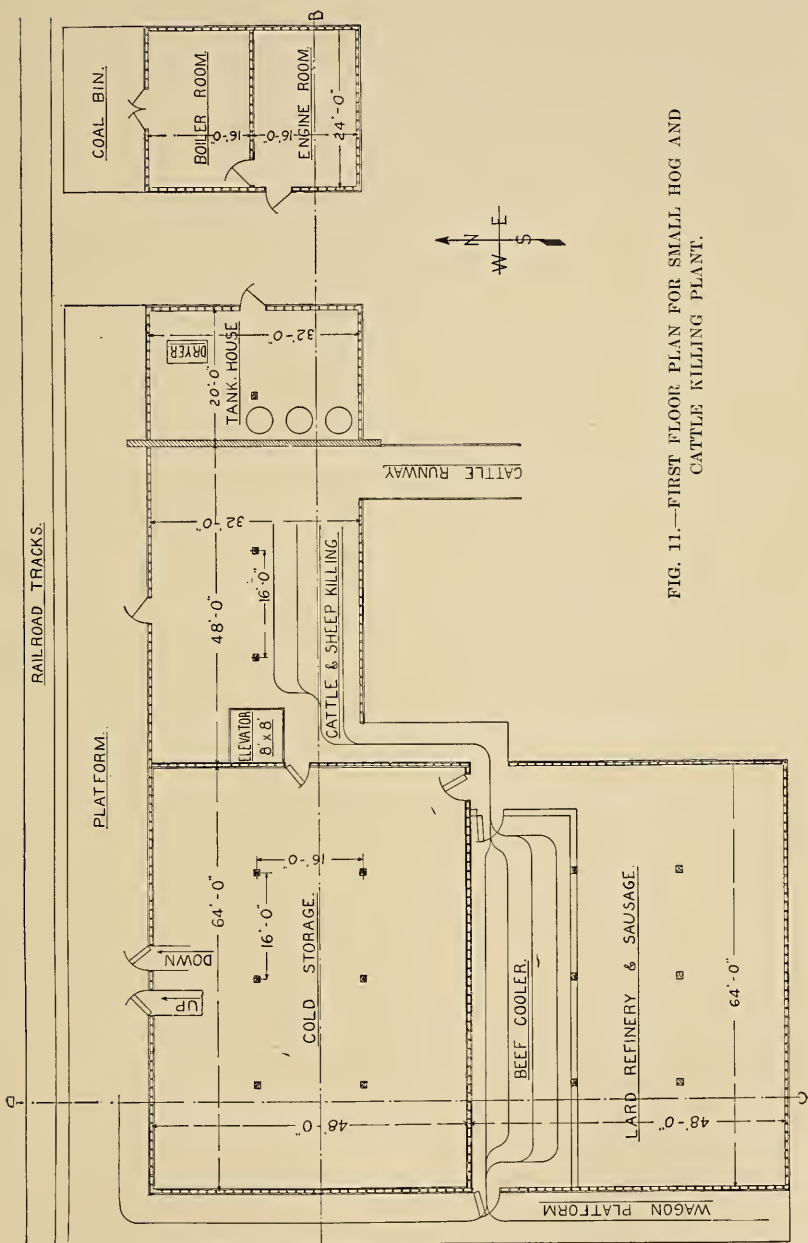 RAILROAD TRACKS.
PLATFORM.
COAL BIN.
BOILER ROOM
16'-0"
16'-0"
ENGINE ROOM.
24'-0"
B
N
W E
S
DRYER
20'-0"
TANK HOUSE
32'-0"
CATTLE RUNWAY
48'-0"
32'-0"
16'-0"
CATTLE & SHEEP KILLING
ELEVATOR
8' x 8'
64'-0"
DOWN
UP
16'-0"
16'-0"
COLD STORAGE.
48'-0"
D
BEEF COOLER.
LARD REFINERY & SAUSAGE.
64'-0"
48'-0"
WAGON PLATFORM
C
FIG. 11.—FIRST FLOOR PLAN FOR SMALL HOG AND
CATTLE KILLING PLANT.